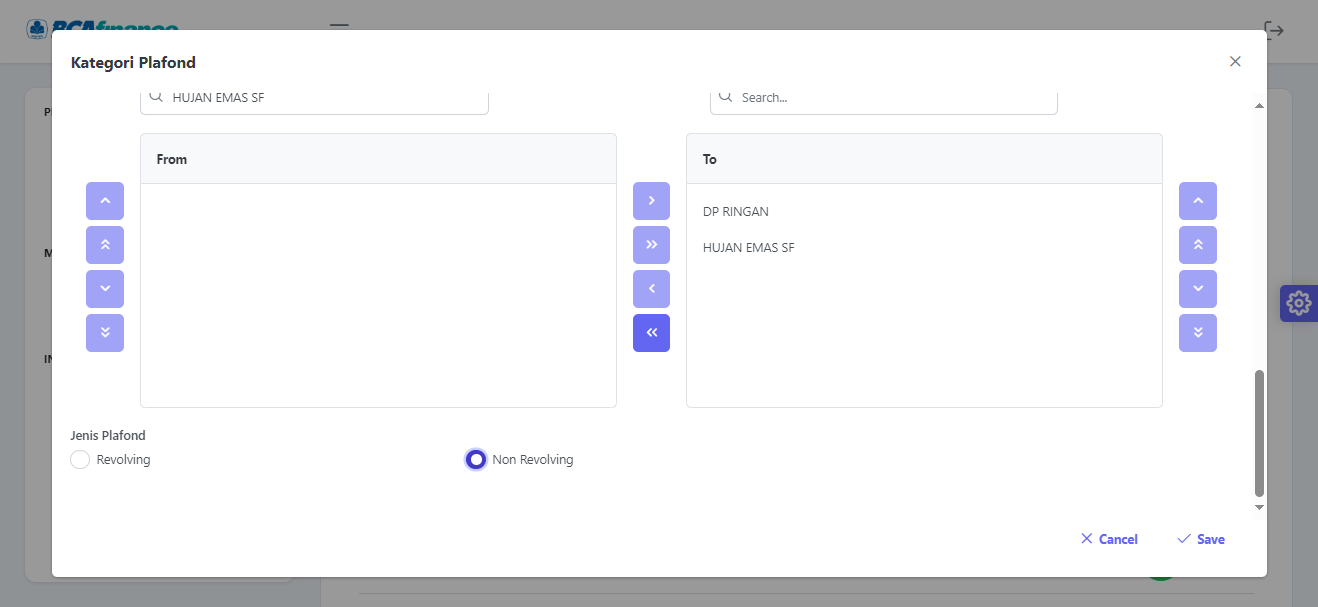 BCAfinance
Kategori Plafond
HUJAN EMAS SF
Search...
From
To
DP RINGAN
HUJAN EMAS SF
Jenis Plafond
Revolving
Non Revolving
Cancel
Save